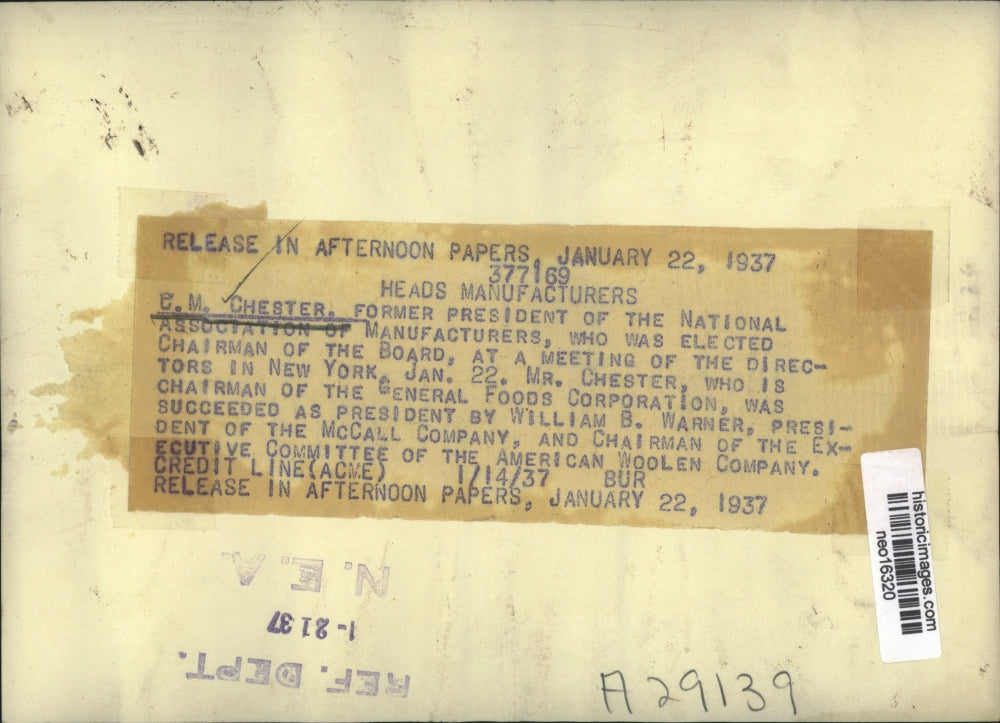 RELEASE IN AFTERNOON PAPERS, JANUARY 22, 1937
377169
HEADS MANUFACTURERS
C.M. CHESTER, FORMER PRESIDENT OF THE NATIONAL
ASSOCIATION OF MANUFACTURERS, WHO WAS ELECTED
CHAIRMAN OF THE BOARD, AT A MEETING OF THE DIREC-
TORS IN NEW YORK, JAN. 22. MR. CHESTER, WHO IS
CHAIRMAN OF THE GENERAL FOODS CORPORATION, WAS
SUCCEEDED AS PRESIDENT BY WILLIAM B. WARNER, PRESI-
DENT OF THE MCCALL COMPANY, AND CHAIRMAN OF THE EX-
ECUTIVE COMMITTEE OF THE AMERICAN WOOLEN COMPANY.
CREDIT LINE(ACME) 1/14/37 BUR
RELEASE IN AFTERNOON PAPERS, JANUARY 22, 1937
historicimages.com
neo16320
REF. DEPT.
1-21 37
N.E.A.
A29139